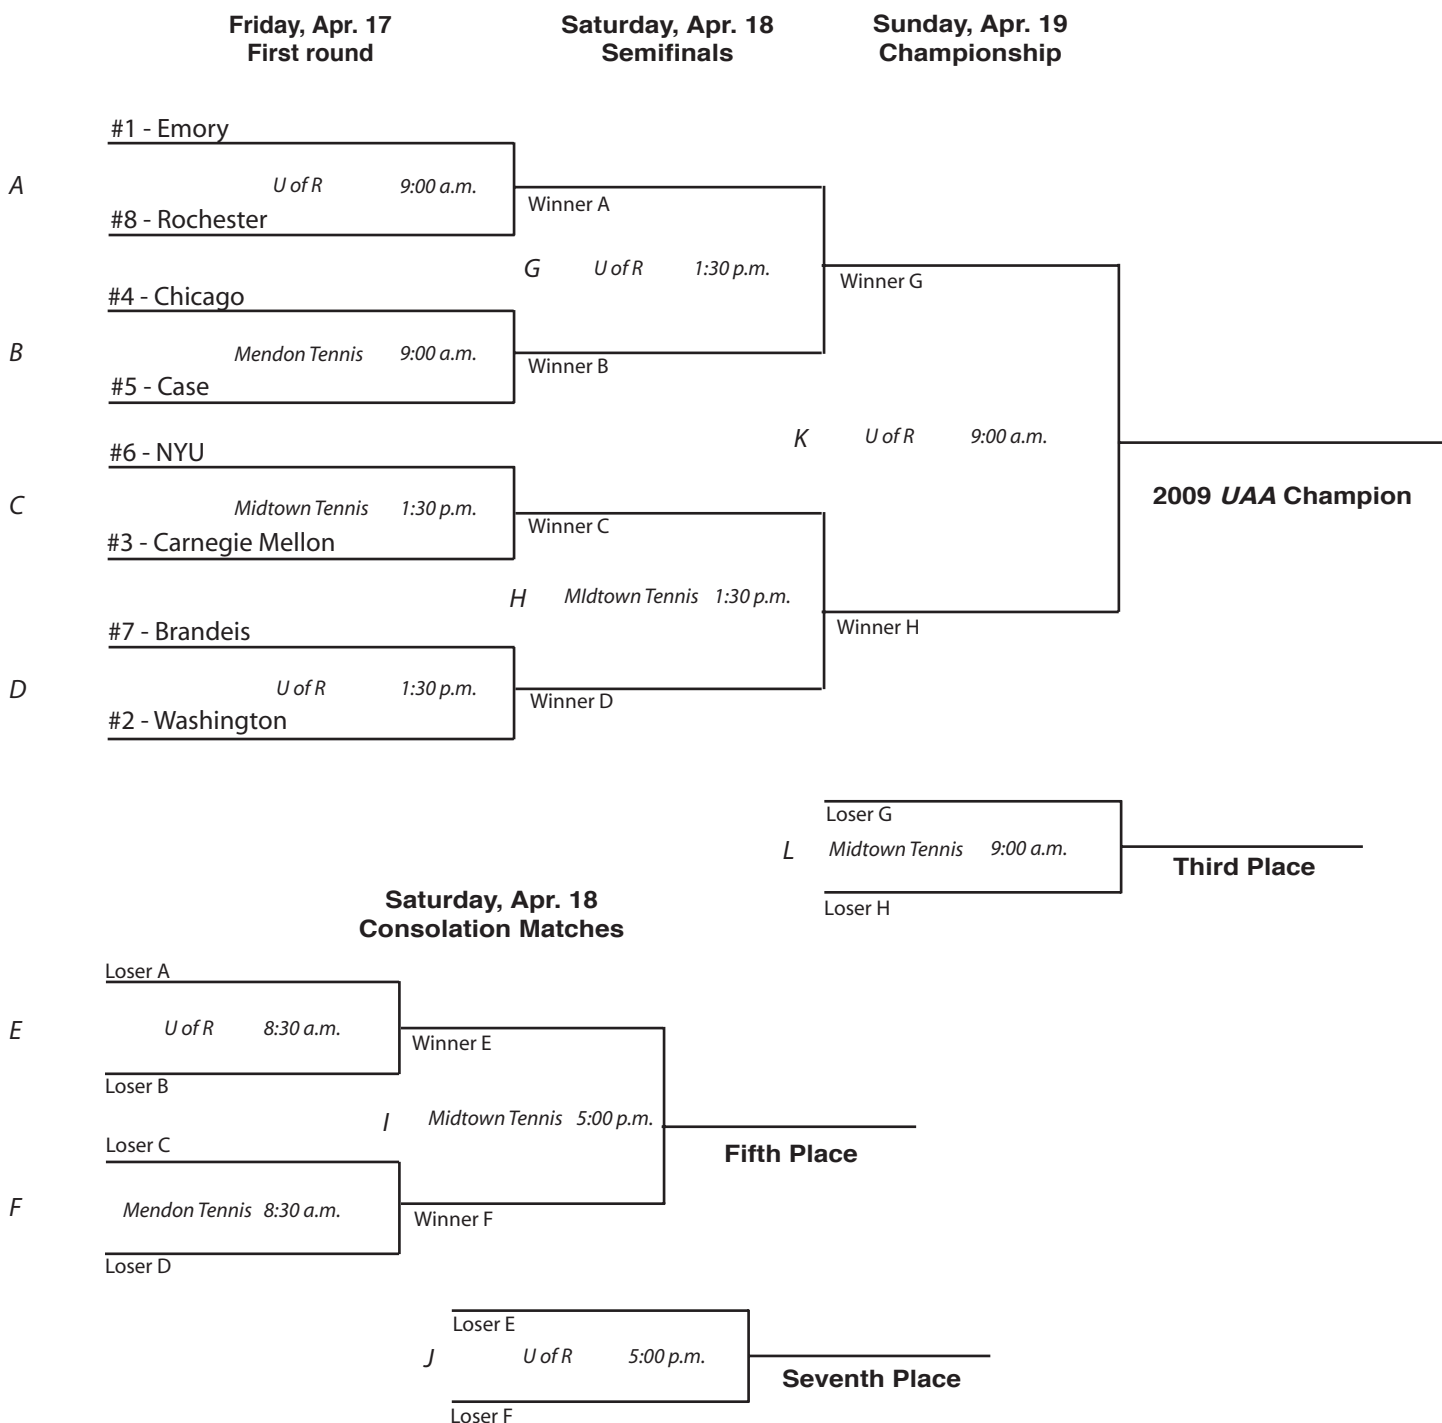 Friday, Apr. 17
First round
Saturday, Apr. 18
Semifinals
Sunday, Apr. 19
Championship
#1 - Emory
A
U of R 9:00 a.m.
#8 - Rochester
Winner A
G U of R 1:30 p.m.
Winner G
#4 - Chicago
B
Mendon Tennis 9:00 a.m.
Winner B
#5 - Case
K U of R 9:00 a.m.
2009 UAA Champion
#6 - NYU
C
Midtown Tennis 1:30 p.m.
Winner C
#3 - Carnegie Mellon
H MIdtown Tennis 1:30 p.m.
Winner H
#7 - Brandeis
D
U of R 1:30 p.m.
Winner D
#2 - Washington
Loser G
L Midtown Tennis 9:00 a.m.
Third Place
Loser H
Saturday, Apr. 18
Consolation Matches
Loser A
E U of R 8:30 a.m.
Winner E
Loser B
I Midtown Tennis 5:00 p.m.
Fifth Place
Loser C
F Mendon Tennis 8:30 a.m.
Winner F
Loser D
Loser E
J U of R 5:00 p.m.
Seventh Place
Loser F